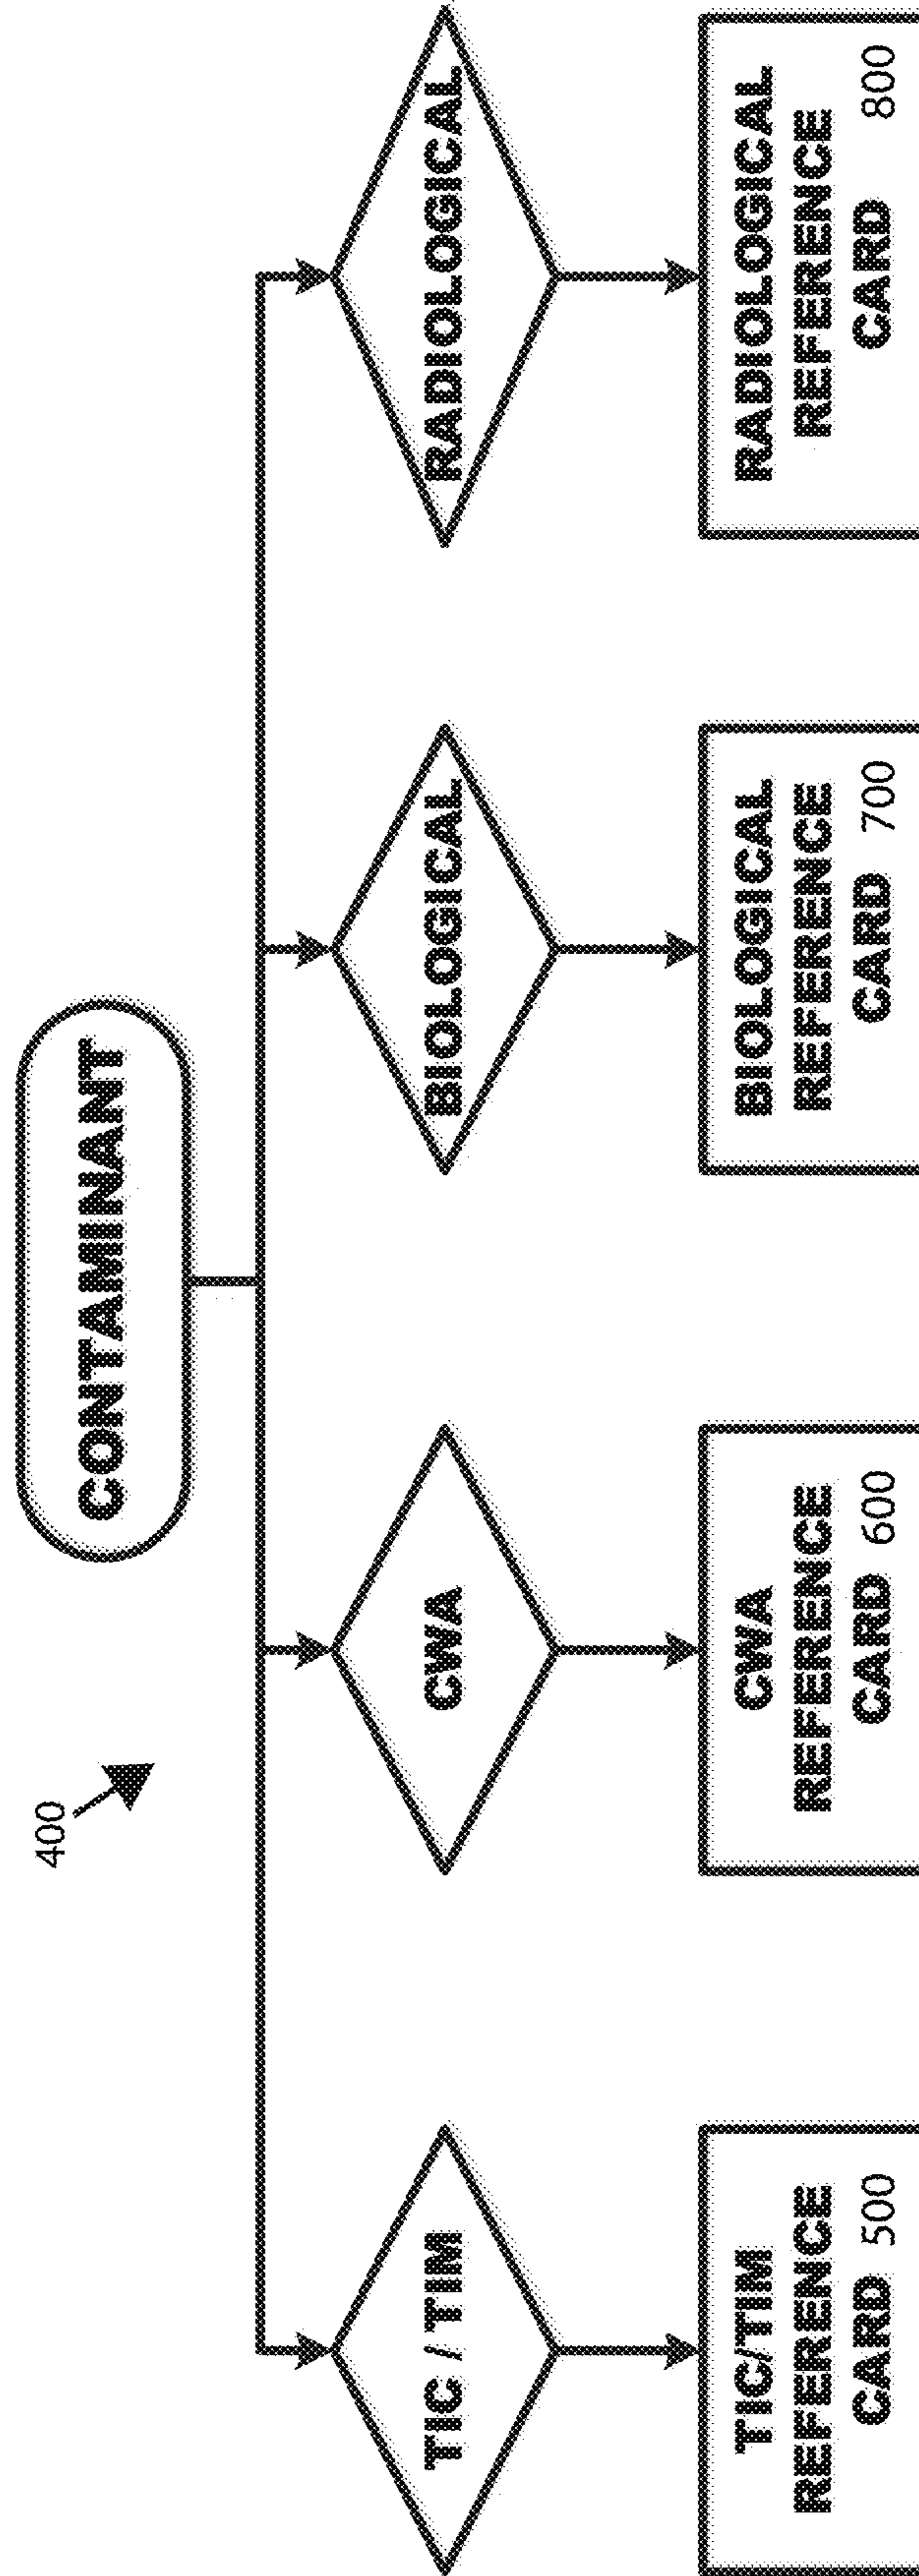 400
CONTAMINANT
TIC / TIM
CWA
BIOLOGICAL
RADIOLOGICAL
TIC/TIM
REFERENCE
CARD 500
CWA
REFERENCE
CARD 600
BIOLOGICAL
REFERENCE
CARD 700
RADIOLOGICAL
REFERENCE
CARD 800